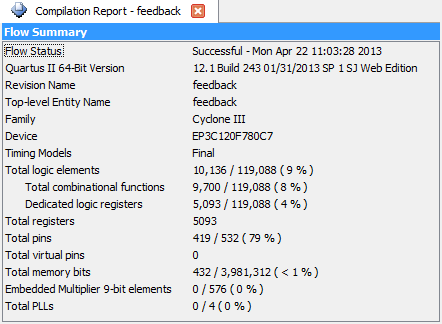 Compilation Report - feedback
Flow Summary
Flow Status Successful - Mon Apr 22 11:03:28 2013
Quartus II 64-Bit Version 12.1 Build 243 01/31/2013 SP 1 SJ Web Edition
Revision Name feedback
Top-level Entity Name feedback
Family Cyclone III
Device EP3C120F780C7
Timing Models Final
Total logic elements 10,136 / 119,088 ( 9 % )
Total combinational functions 9,700 / 119,088 ( 8 % )
Dedicated logic registers 5,093 / 119,088 ( 4 % )
Total registers 5093
Total pins 419 / 532 ( 79 % )
Total virtual pins 0
Total memory bits 432 / 3,981,312 ( < 1 % )
Embedded Multiplier 9-bit elements 0 / 576 ( 0 % )
Total PLLs 0 / 4 ( 0 % )